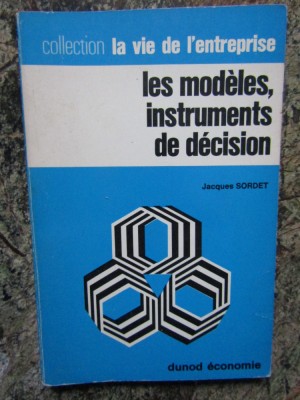 collection la vie de l'entreprise
les modèles,
instruments
de décision
Jacques SORDET
dunod économie